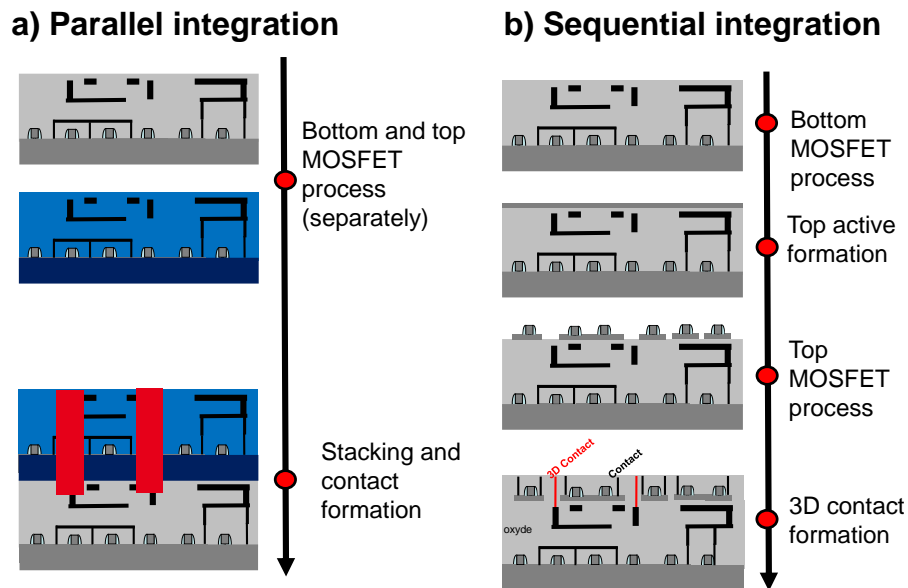 a) Parallel integration
Bottom and top
MOSFET
process
(separately)
Stacking and
contact
formation
b) Sequential integration
Bottom
MOSFET
process
Top active
formation
Top
MOSFET
process
3D Contact
Contact
oxyde
3D contact
formation